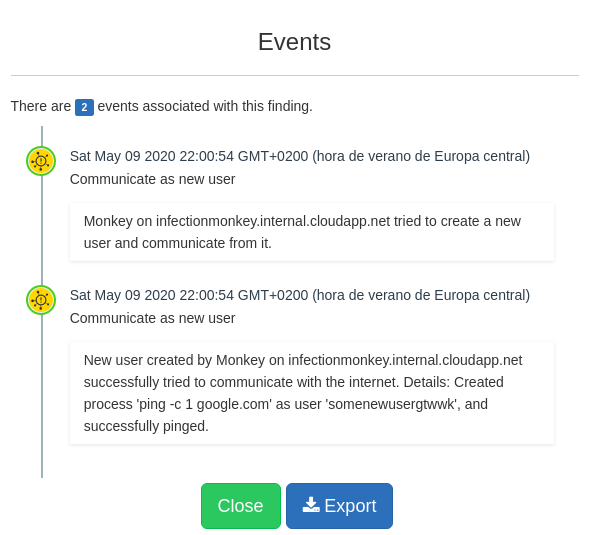 Events
There are 2 events associated with this finding.
Sat May 09 2020 22:00:54 GMT+0200 (hora de verano de Europa central)
Communicate as new user
Monkey on infectionmonkey.internal.cloudapp.net tried to create a new
user and communicate from it.
Sat May 09 2020 22:00:54 GMT+0200 (hora de verano de Europa central)
Communicate as new user
New user created by Monkey on infectionmonkey.internal.cloudapp.net
successfully tried to communicate with the internet. Details: Created
process 'ping -c 1 google.com' as user 'somenewusergtwwk', and
successfully pinged.
Close Export